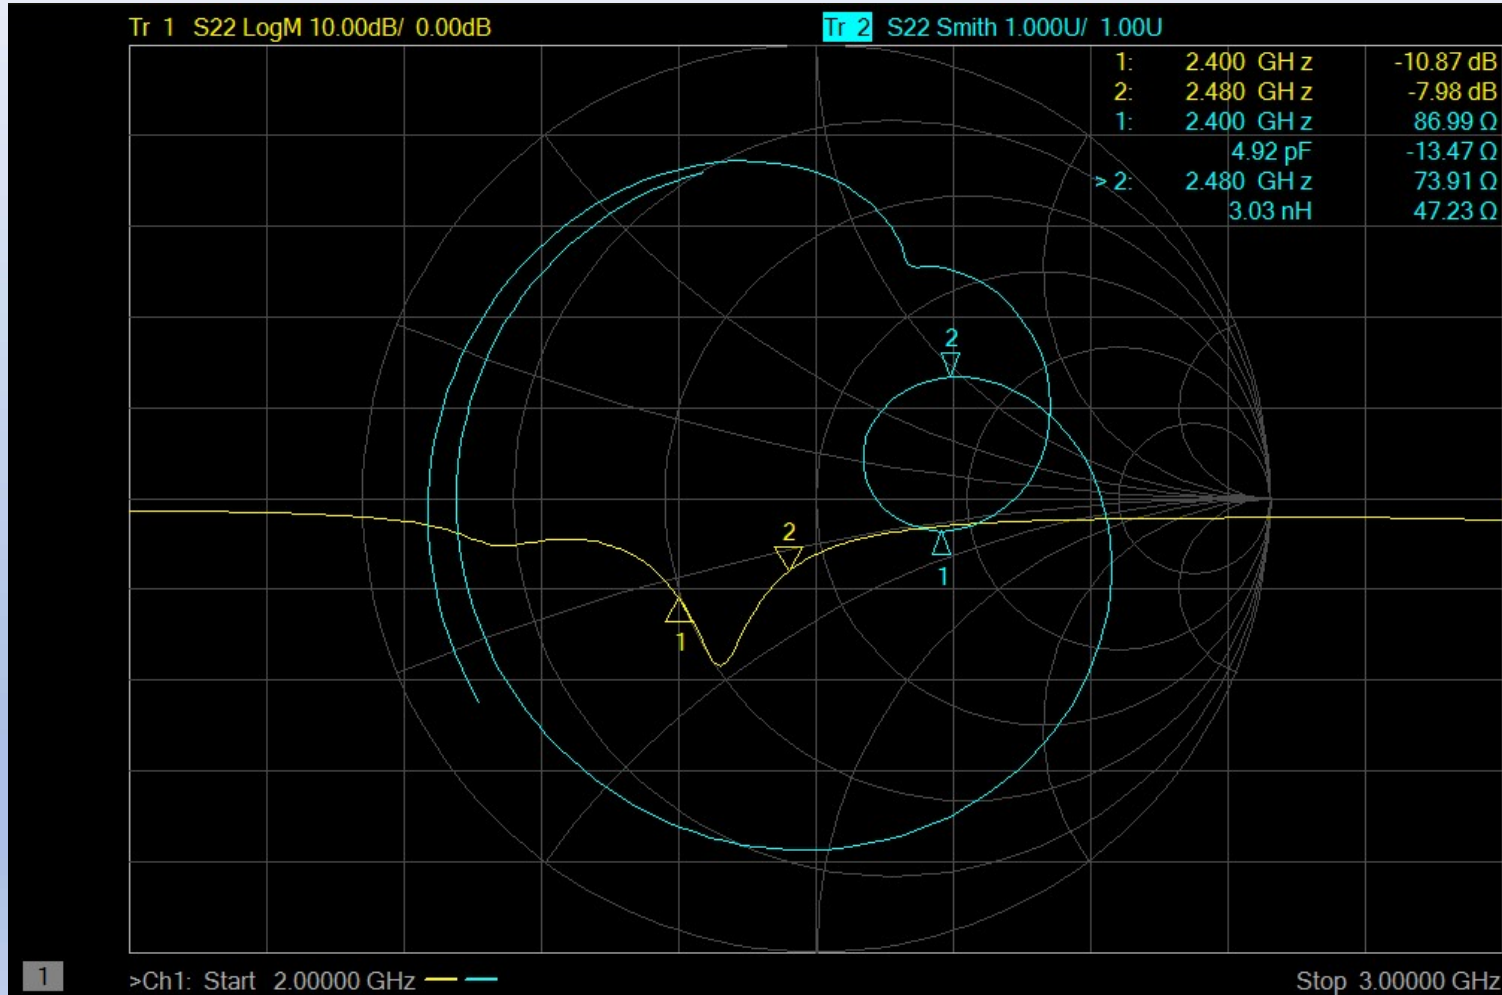 Tr 1 S22 LogM 10.00dB/ 0.00dB
Tr 2 S22 Smith 1.000U/ 1.00U
1: 2.400 GHz -10.87 dB
2: 2.480 GHz -7.98 dB
1: 2.400 GHz 86.99 Ω
4.92 pF -13.47 Ω
>2: 2.480 GHz 73.91 Ω
3.03 nH 47.23 Ω
2
2
1
1
1
>Ch1: Start 2.00000 GHz
Stop 3.00000 GHz